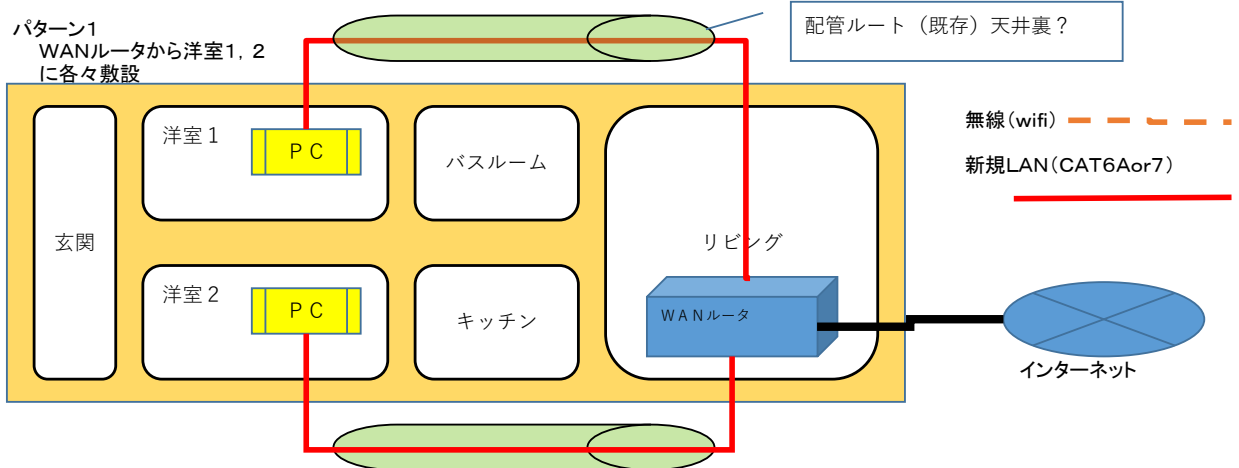 パターン1
WANルータから洋室1，2
に各々敷設
配管ルート（既存）天井裏？
無線（wifi）
新規LAN（CAT6Aor7）
洋室１
ＰＣ
バスルーム
玄関
リビング
洋室２
ＰＣ
キッチン
ＷＡＮルータ
インターネット